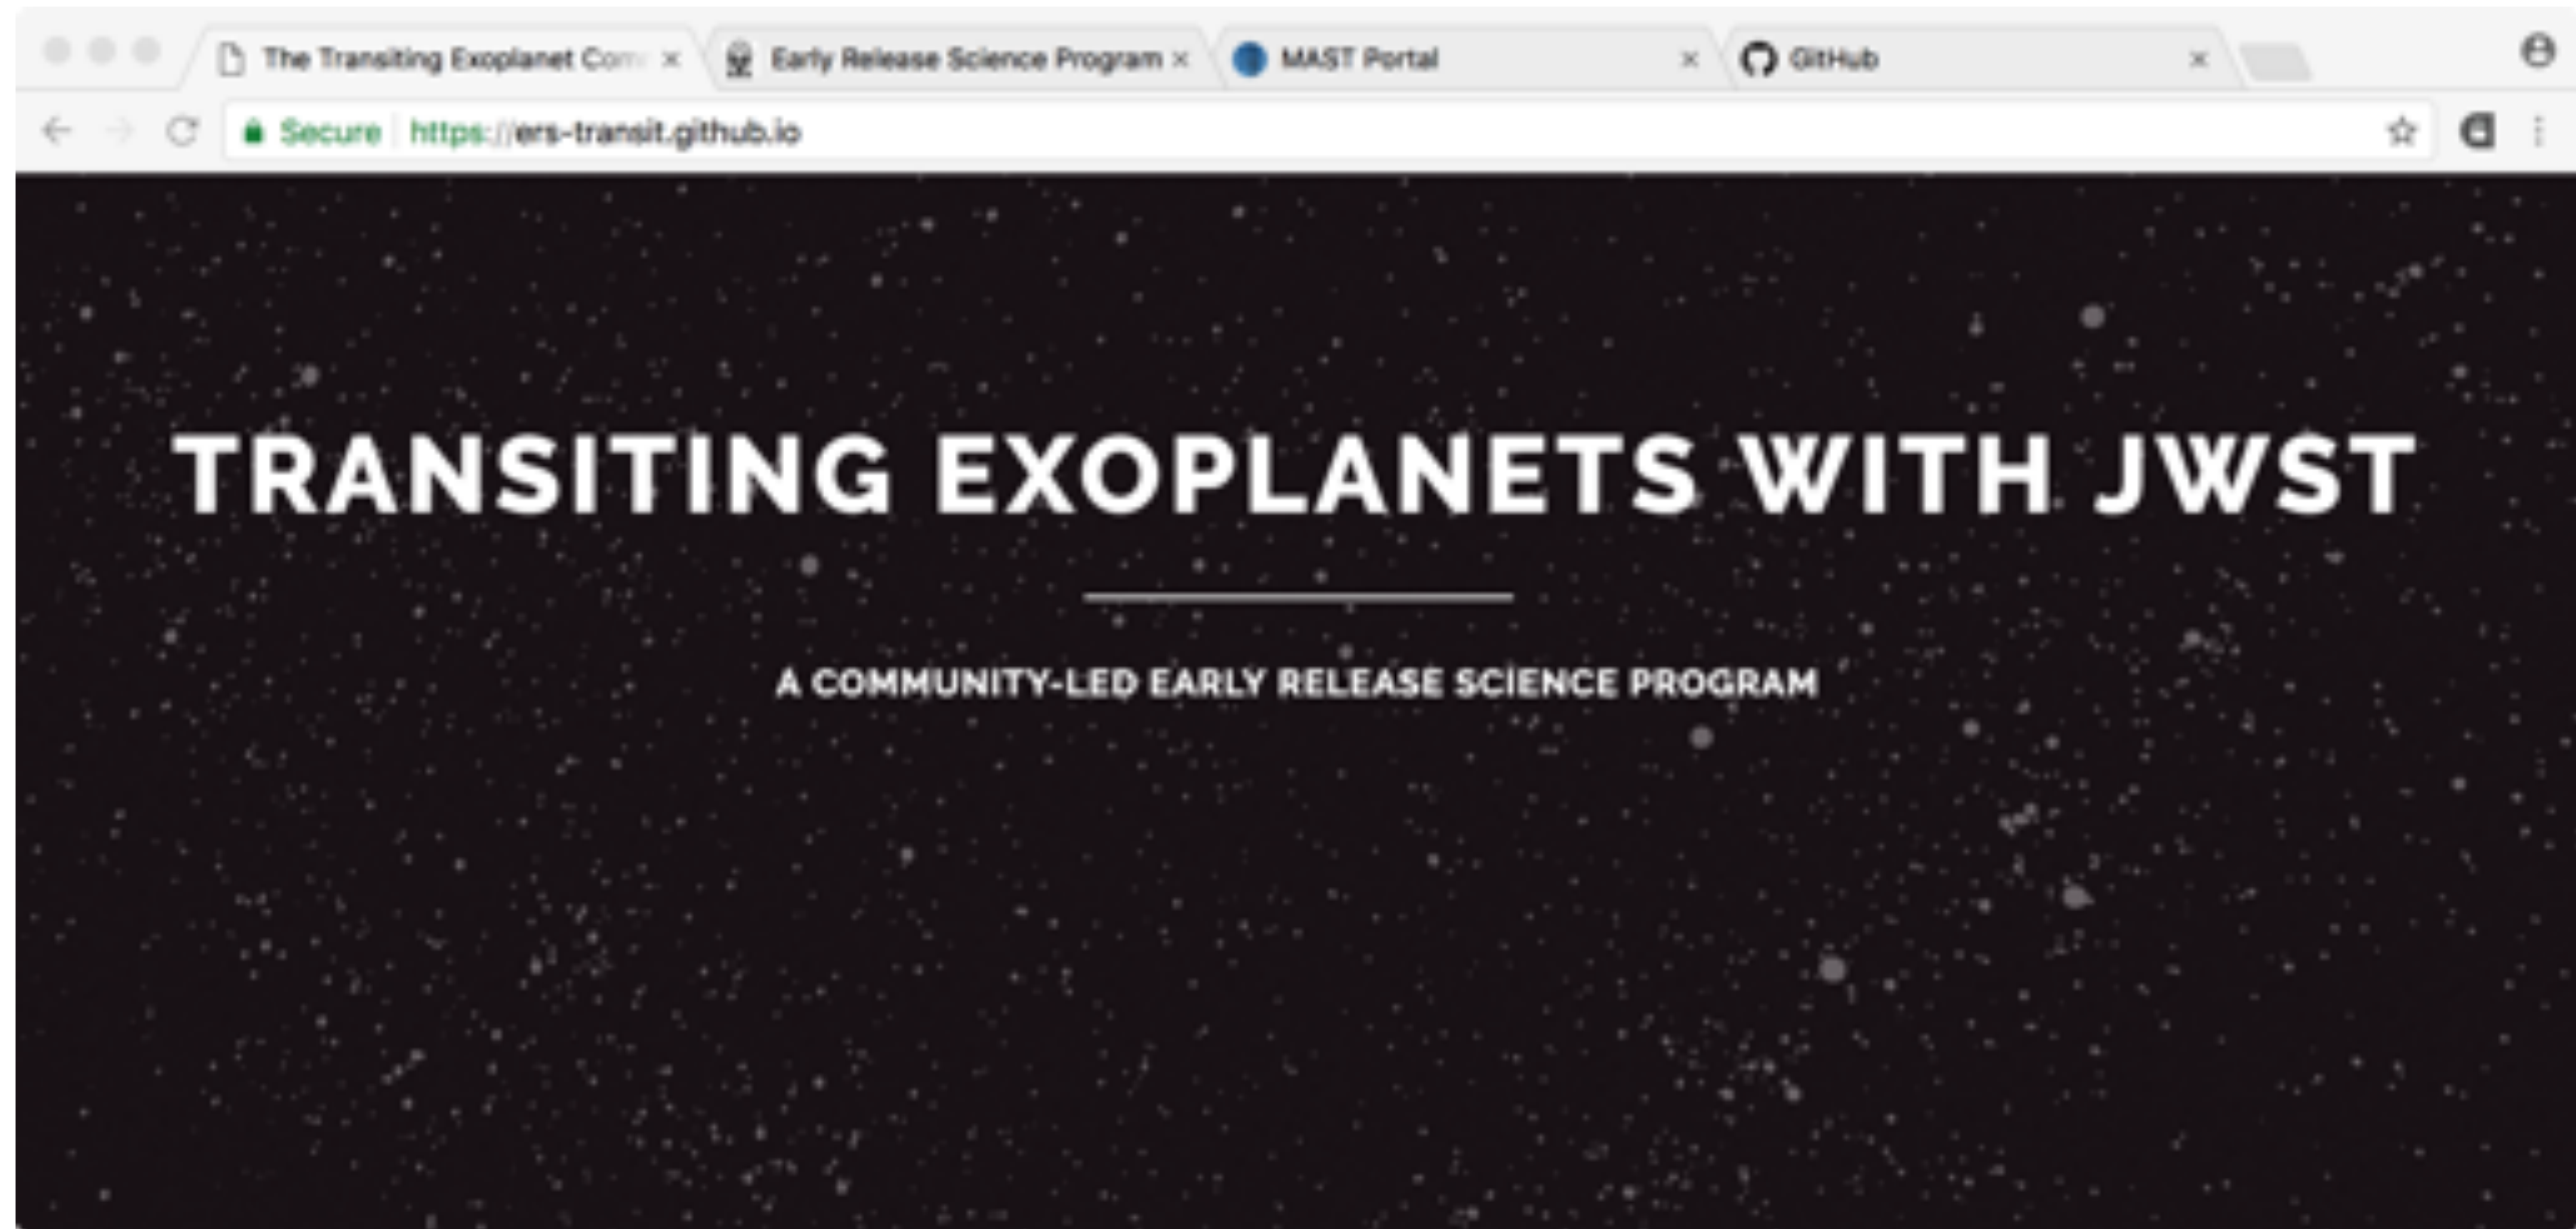 The Transiting Exoplanet Com
Early Release Science Program
MAST Portal
GitHub
Secure https://ers-transit.github.io
TRANSITING EXOPLANETS WITH JWST
A COMMUNITY-LED EARLY RELEASE SCIENCE PROGRAM